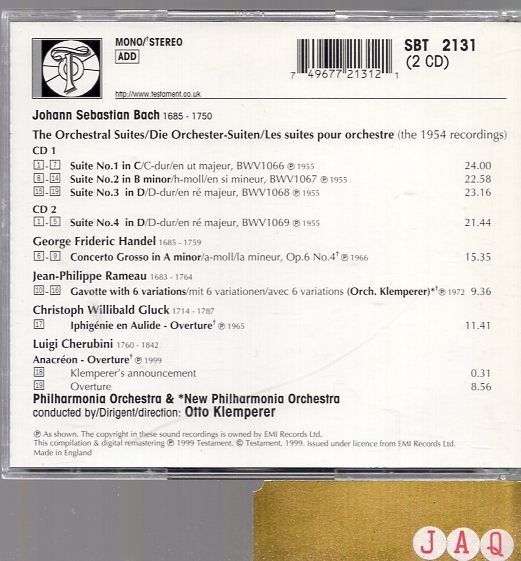 MONO/†STEREO
ADD
SBT 2131
(2 CD)
7 49677 21312 1
http://www.testament.co.uk
Johann Sebastian Bach 1685 - 1750
The Orchestral Suites/Die Orchester-Suiten/Les suites pour orchestre (the 1954 recordings)
CD 1
1-7 Suite No.1 in C/C-dur/en ut majeur, BWV1066 ℗ 1955 24.00
8-14 Suite No.2 in B minor/h-moll/en si mineur, BWV1067 ℗ 1955 22.58
15-19 Suite No.3 in D/D-dur/en ré majeur, BWV1068 ℗ 1955 23.16
CD 2
1-5 Suite No.4 in D/D-dur/en ré majeur, BWV1069 ℗ 1955 21.44
George Frideric Handel 1685 - 1759
6-9 Concerto Grosso in A minor/a-moll/la mineur, Op.6 No.4† ℗ 1966 15.35
Jean-Philippe Rameau 1683 - 1764
10-16 Gavotte with 6 variations/mit 6 variationen/avec 6 variations (Orch. Klemperer)*† ℗ 1972 9.36
Christoph Willibald Gluck 1714 - 1787
17 Iphigénie en Aulide - Overture† ℗ 1965 11.41
Luigi Cherubini 1760 - 1842
Anacréon - Overture† ℗ 1999
18 Klemperer's announcement 0.31
19 Overture 8.56
Philharmonia Orchestra & *New Philharmonia Orchestra
conducted by/Dirigent/direction: Otto Klemperer
℗ As shown. The copyright in these sound recordings is owned by EMI Records Ltd.
This compilation & digital remastering ℗ 1999 Testament. © Testament, 1999. Issued under licence from EMI Records Ltd.
Made in England
JAQ